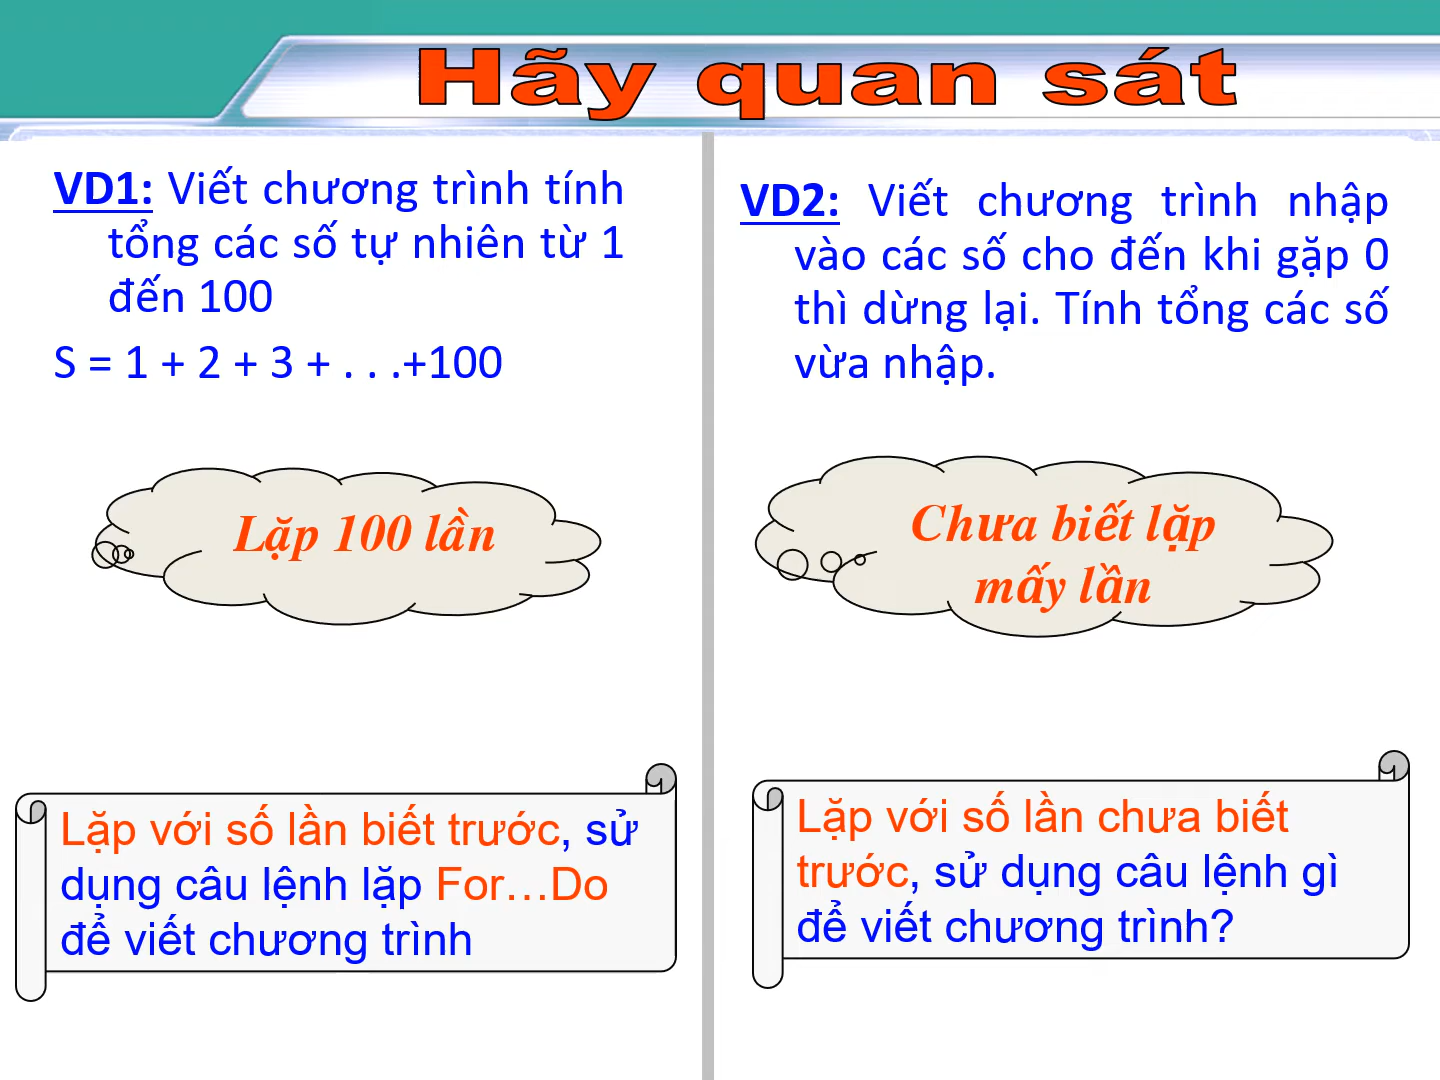 Hãy quan sát
VD1: Viết chương trình tính
tổng các số tự nhiên từ 1
đến 100
S = 1 + 2 + 3 + . . .+100
Lặp 100 lần
Lặp với số lần biết trước, sử
dụng câu lệnh lặp For…Do
để viết chương trình
VD2: Viết chương trình nhập
vào các số cho đến khi gặp 0
thì dừng lại. Tính tổng các số
vừa nhập.
Chưa biết lặp
mấy lần
Lặp với số lần chưa biết
trước, sử dụng câu lệnh gì
để viết chương trình?